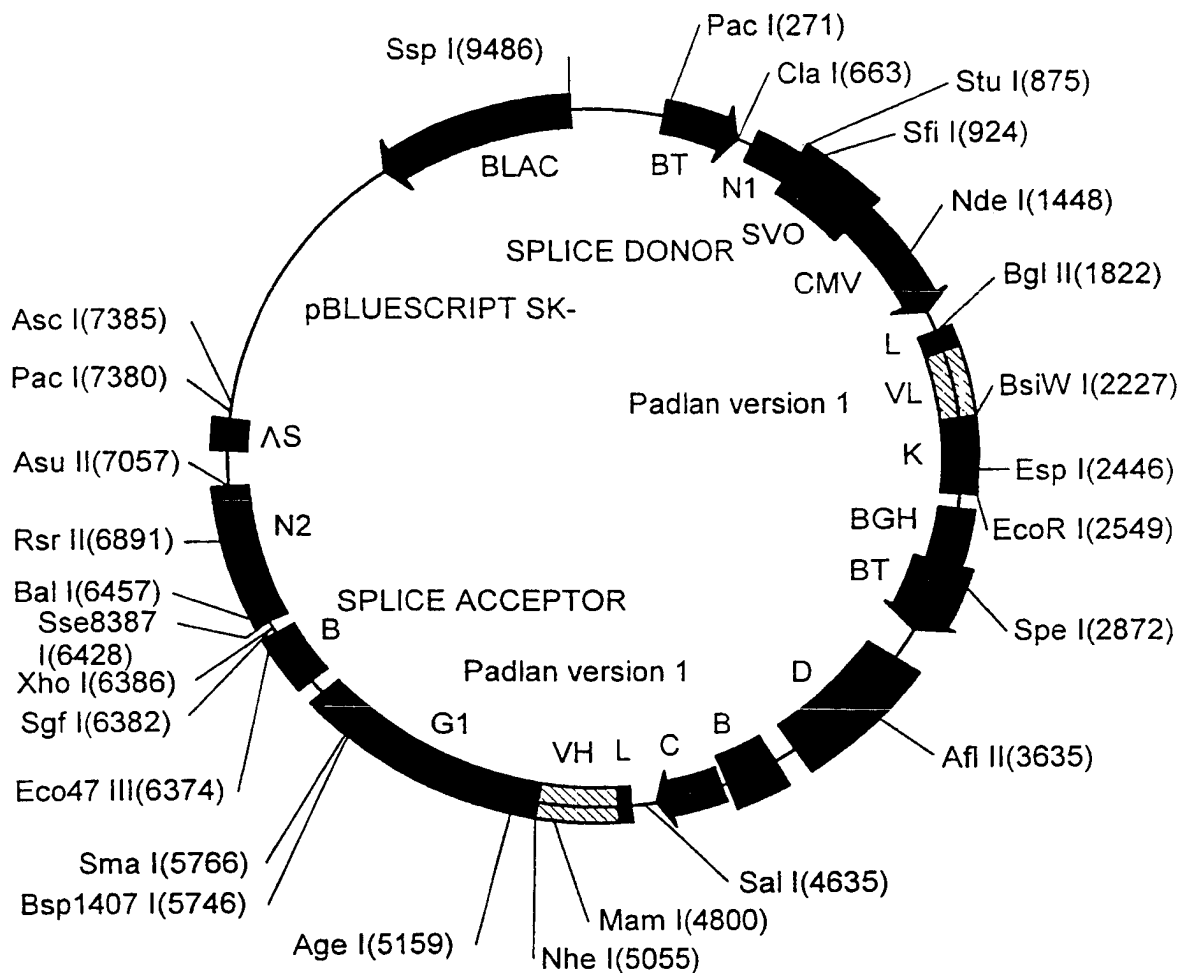 Ssp I(9486)
Pac I(271)
Cla I(663)
Stu I(875)
Sfi I(924)
Nde I(1448)
Bgl II(1822)
BsiW I(2227)
Esp I(2446)
EcoR I(2549)
Spe I(2872)
Afl II(3635)
Sal I(4635)
Mam I(4800)
Nhe I(5055)
Age I(5159)
Bsp1407 I(5746)
Sma I(5766)
Eco47 III(6374)
Sgf I(6382)
Xho I(6386)
Sse8387
I(6428)
Bal I(6457)
Rsr II(6891)
Asu II(7057)
Pac I(7380)
Asc I(7385)
BLAC
BT
N1
SVO
SPLICE DONOR
CMV
pBLUESCRIPT SK-
L
VL
Padlan version 1
K
BGH
BT
D
B
C
L
VH
Padlan version 1
G1
B
SPLICE ACCEPTOR
N2
ΛS